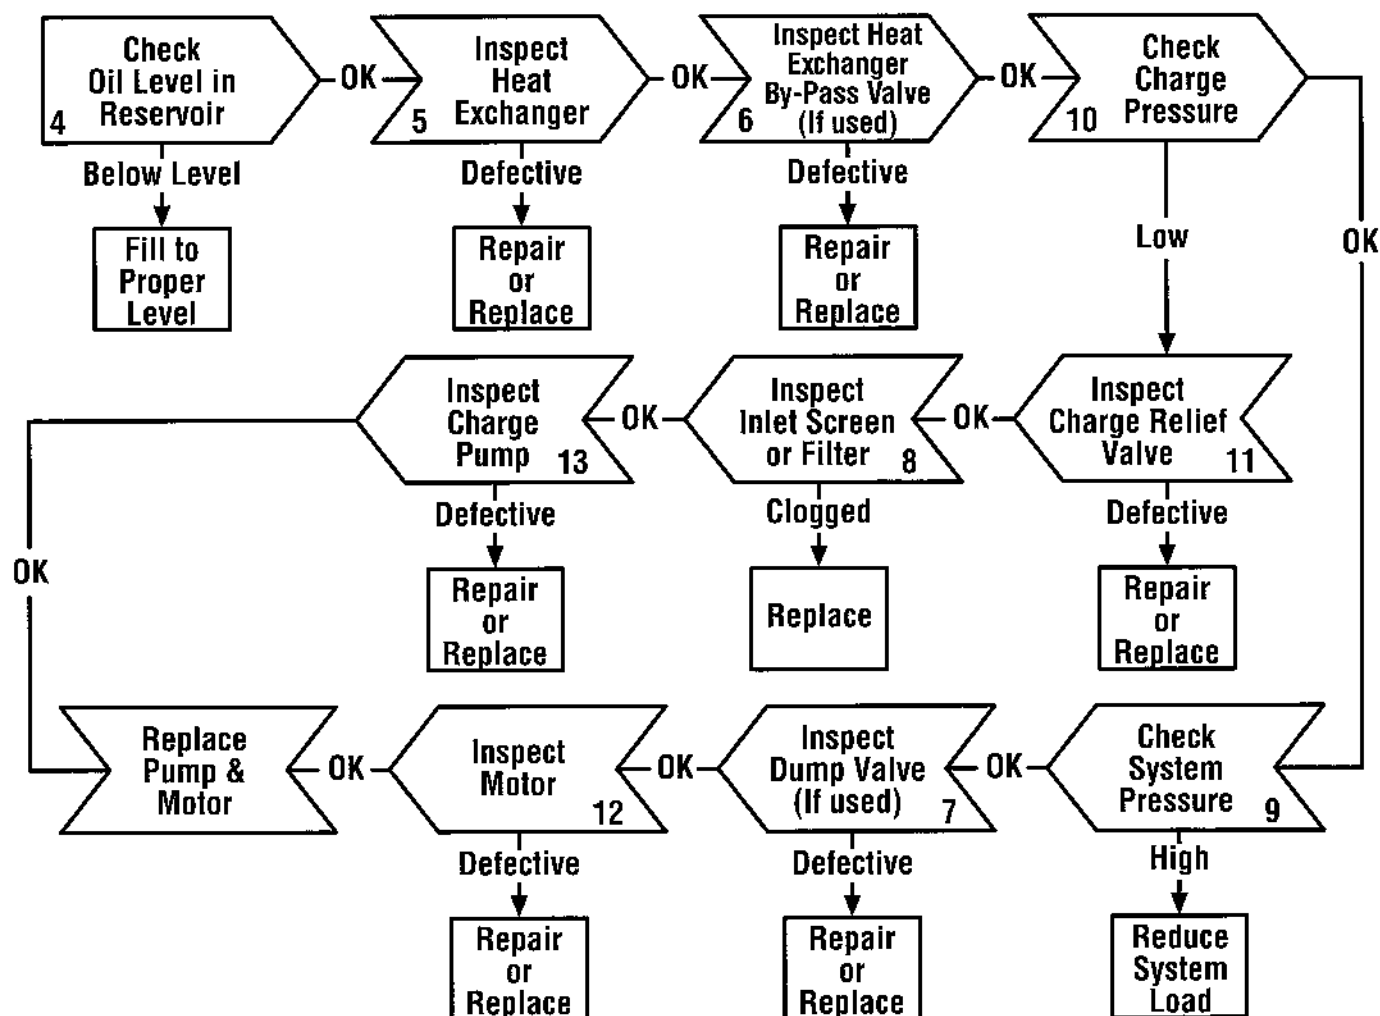 Check
Oil Level in
Reservoir
4
OK
Inspect
Heat
Exchanger
5
OK
Inspect Heat
Exchanger
By-Pass Valve
(If used)
6
OK
Check
Charge
Pressure
10
Below Level
Defective
Defective
Low
OK
Fill to
Proper
Level
Repair
or
Replace
Repair
or
Replace
Inspect
Charge
Pump
13
OK
Inspect
Inlet Screen
or Filter
8
OK
Inspect
Charge Relief
Valve
11
Defective
Clogged
Defective
OK
Repair
or
Replace
Replace
Repair
or
Replace
Replace
Pump &
Motor
OK
Inspect
Motor
12
OK
Inspect
Dump Valve
(If used)
7
OK
Check
System
Pressure
9
Defective
Defective
High
Repair
or
Replace
Repair
or
Replace
Reduce
System
Load